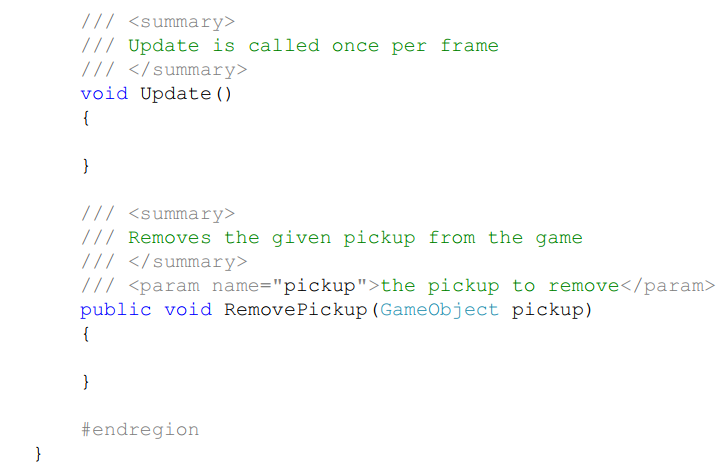 /// <summary>
/// Update is called once per frame
/// </summary>
void Update()
{
}
/// <summary>
/// Removes the given pickup from the game
/// </summary>
/// <param name="pickup">the pickup to remove</param>
public void RemovePickup(GameObject pickup)
{
}
#endregion
}